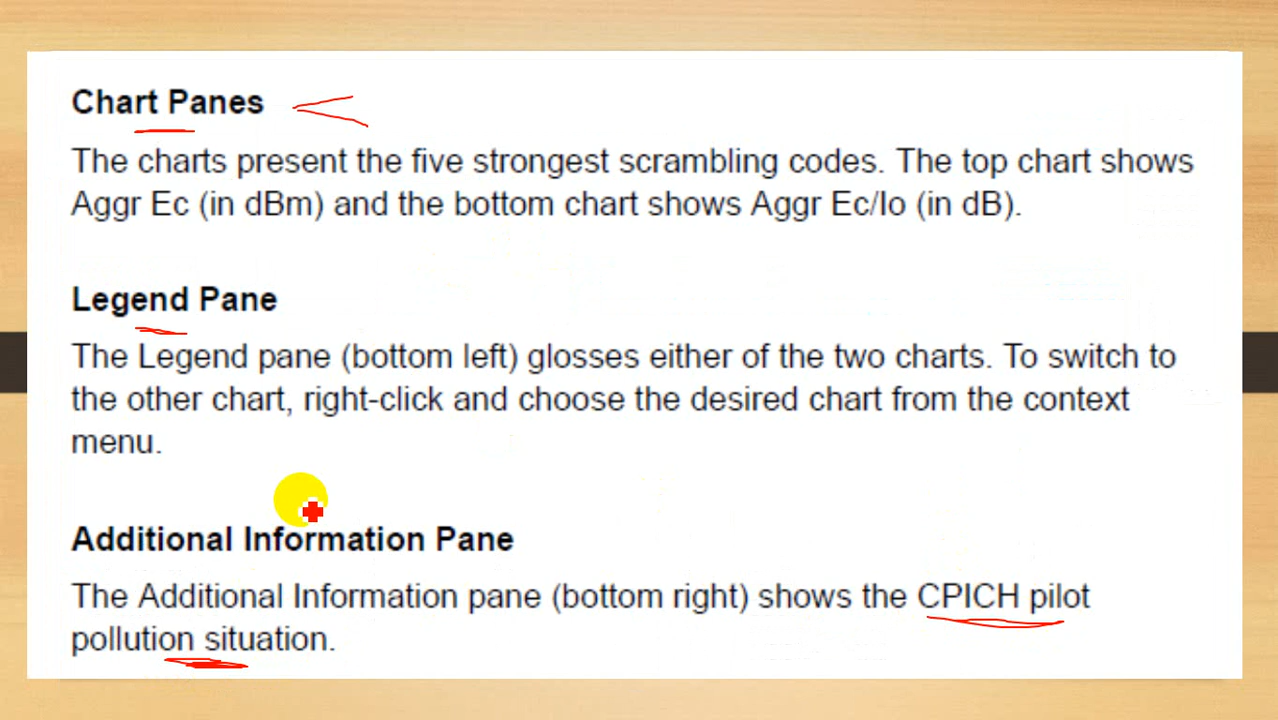 Chart Panes
The charts present the five strongest scrambling codes. The top chart shows
Aggr Ec (in dBm) and the bottom chart shows Aggr Ec/Io (in dB).
Legend Pane
The Legend pane (bottom left) glosses either of the two charts. To switch to
the other chart, right-click and choose the desired chart from the context
menu.
Additional Information Pane
The Additional Information pane (bottom right) shows the CPICH pilot
pollution situation.